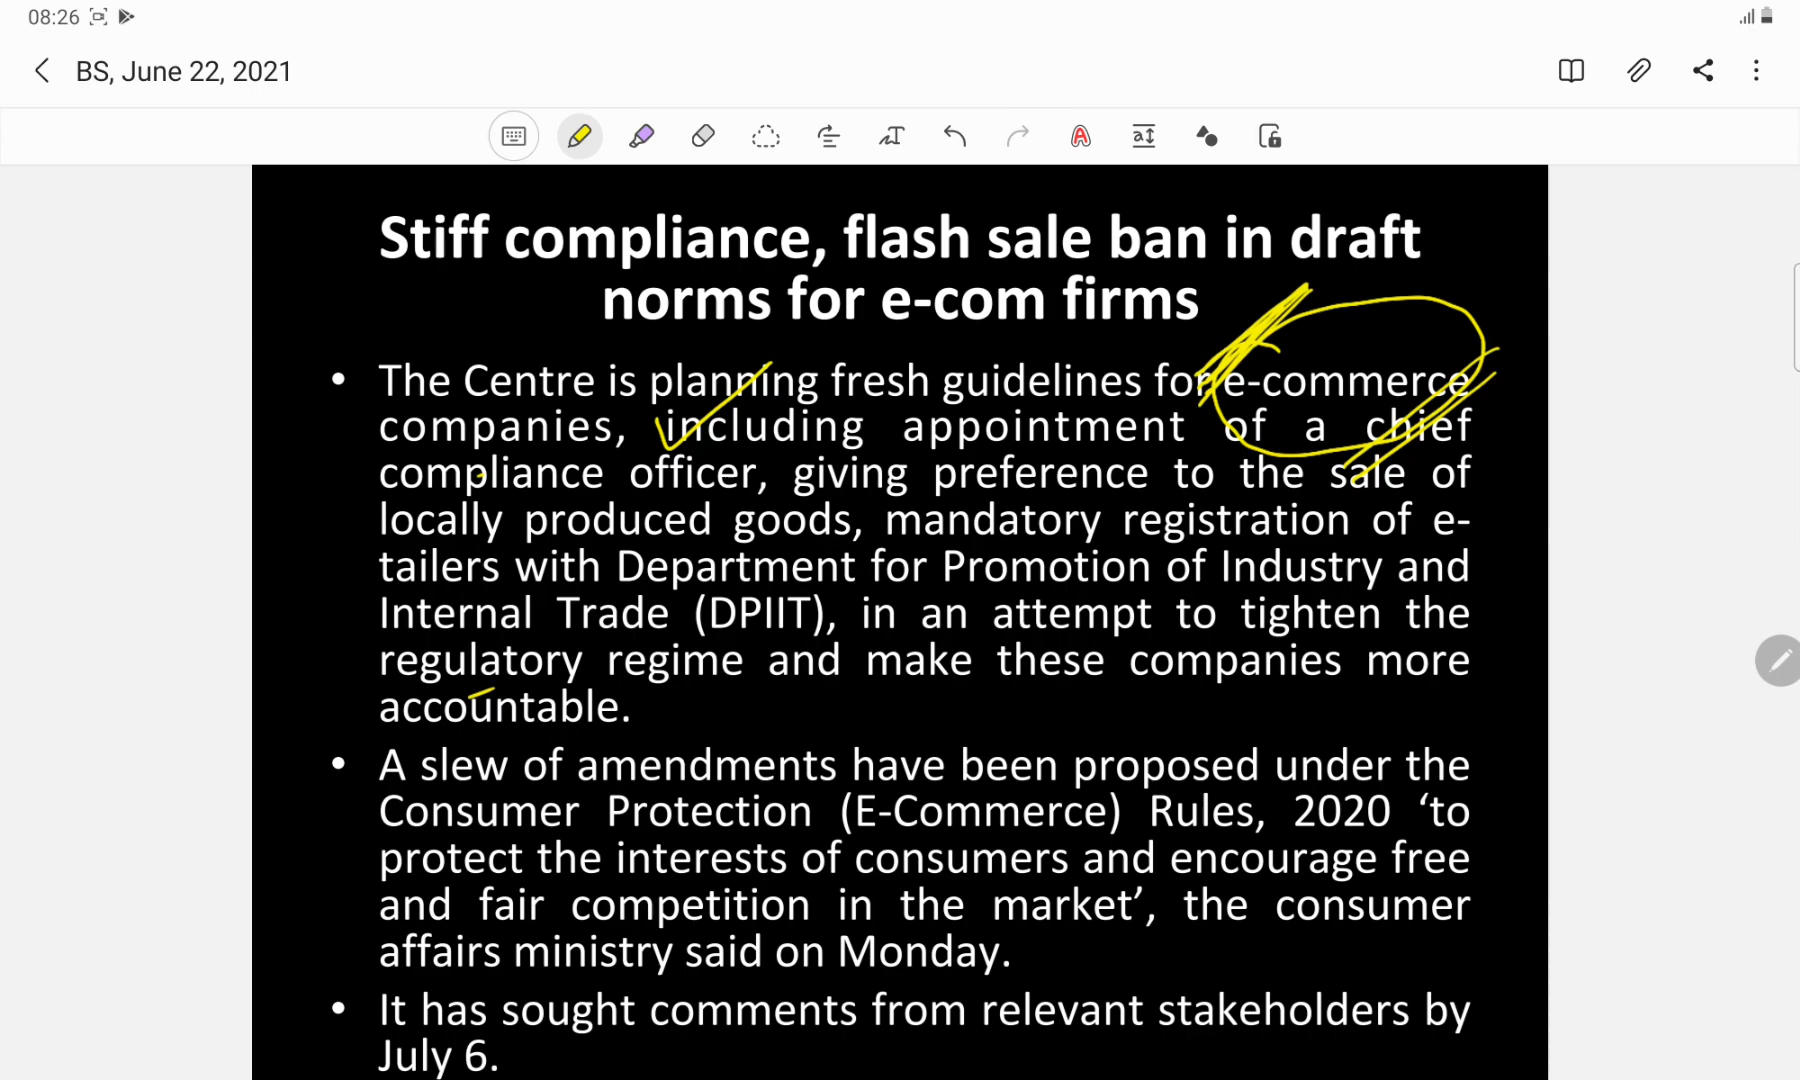 08:26
BS, June 22, 2021
Stiff compliance, flash sale ban in draft
norms for e-com firms
• The Centre is planning fresh guidelines for e-commerce
companies, including appointment of a chief
compliance officer, giving preference to the sale of
locally produced goods, mandatory registration of e-
tailers with Department for Promotion of Industry and
Internal Trade (DPIIT), in an attempt to tighten the
regulatory regime and make these companies more
accountable.
• A slew of amendments have been proposed under the
Consumer Protection (E-Commerce) Rules, 2020 ‘to
protect the interests of consumers and encourage free
and fair competition in the market’, the consumer
affairs ministry said on Monday.
• It has sought comments from relevant stakeholders by
July 6.